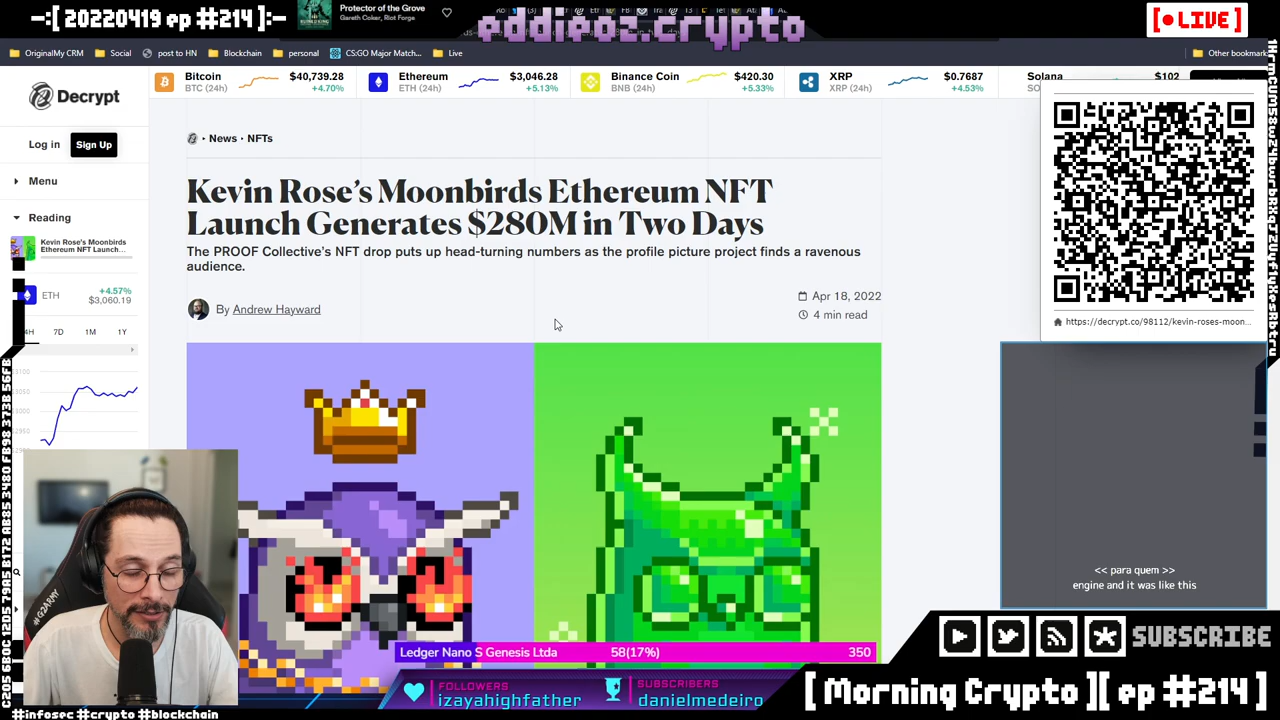 -:[ 20220419 ep #214 ]:-
Protector of the Grove
Gareth Coker, Riot Forge
eddieoz.crypto
[ LIVE ]
OriginalMy CRM
Social
post to HN
Blockchain
personal
CS:GO Major Match...
Live
Other bookmark
Decrypt
Bitcoin
BTC (24h)
$40,739.28
+4.70%
Ethereum
ETH (24h)
$3,046.28
+5.13%
Binance Coin
BNB (24h)
$420.30
+5.33%
XRP
XRP (24h)
$0.7687
+4.53%
Solana
$102
Log in
Sign Up
Menu
Reading
Kevin Rose's Moonbirds
Ethereum NFT Launch...
ETH
+4.57%
$3,060.19
7D
1M
1Y
News · NFTs
Kevin Rose's Moonbirds Ethereum NFT
Launch Generates $280M in Two Days
The PROOF Collective's NFT drop puts up head-turning numbers as the profile picture project finds a ravenous
audience.
By Andrew Hayward
Apr 18, 2022
4 min read
https://decrypt.co/98112/kevin-roses-moon...
<< para quem >>
engine and it was like this
#G2ARMY
Ledger Nano S Genesis Ltda
58(17%)
350
FOLLOWERS
izayahighfather
SUBSCRIBERS
danielmedeiro
SUBSCRIBE
[ Morning Crypto ][ ep #214 ]
#infosec #crypto #blockchain